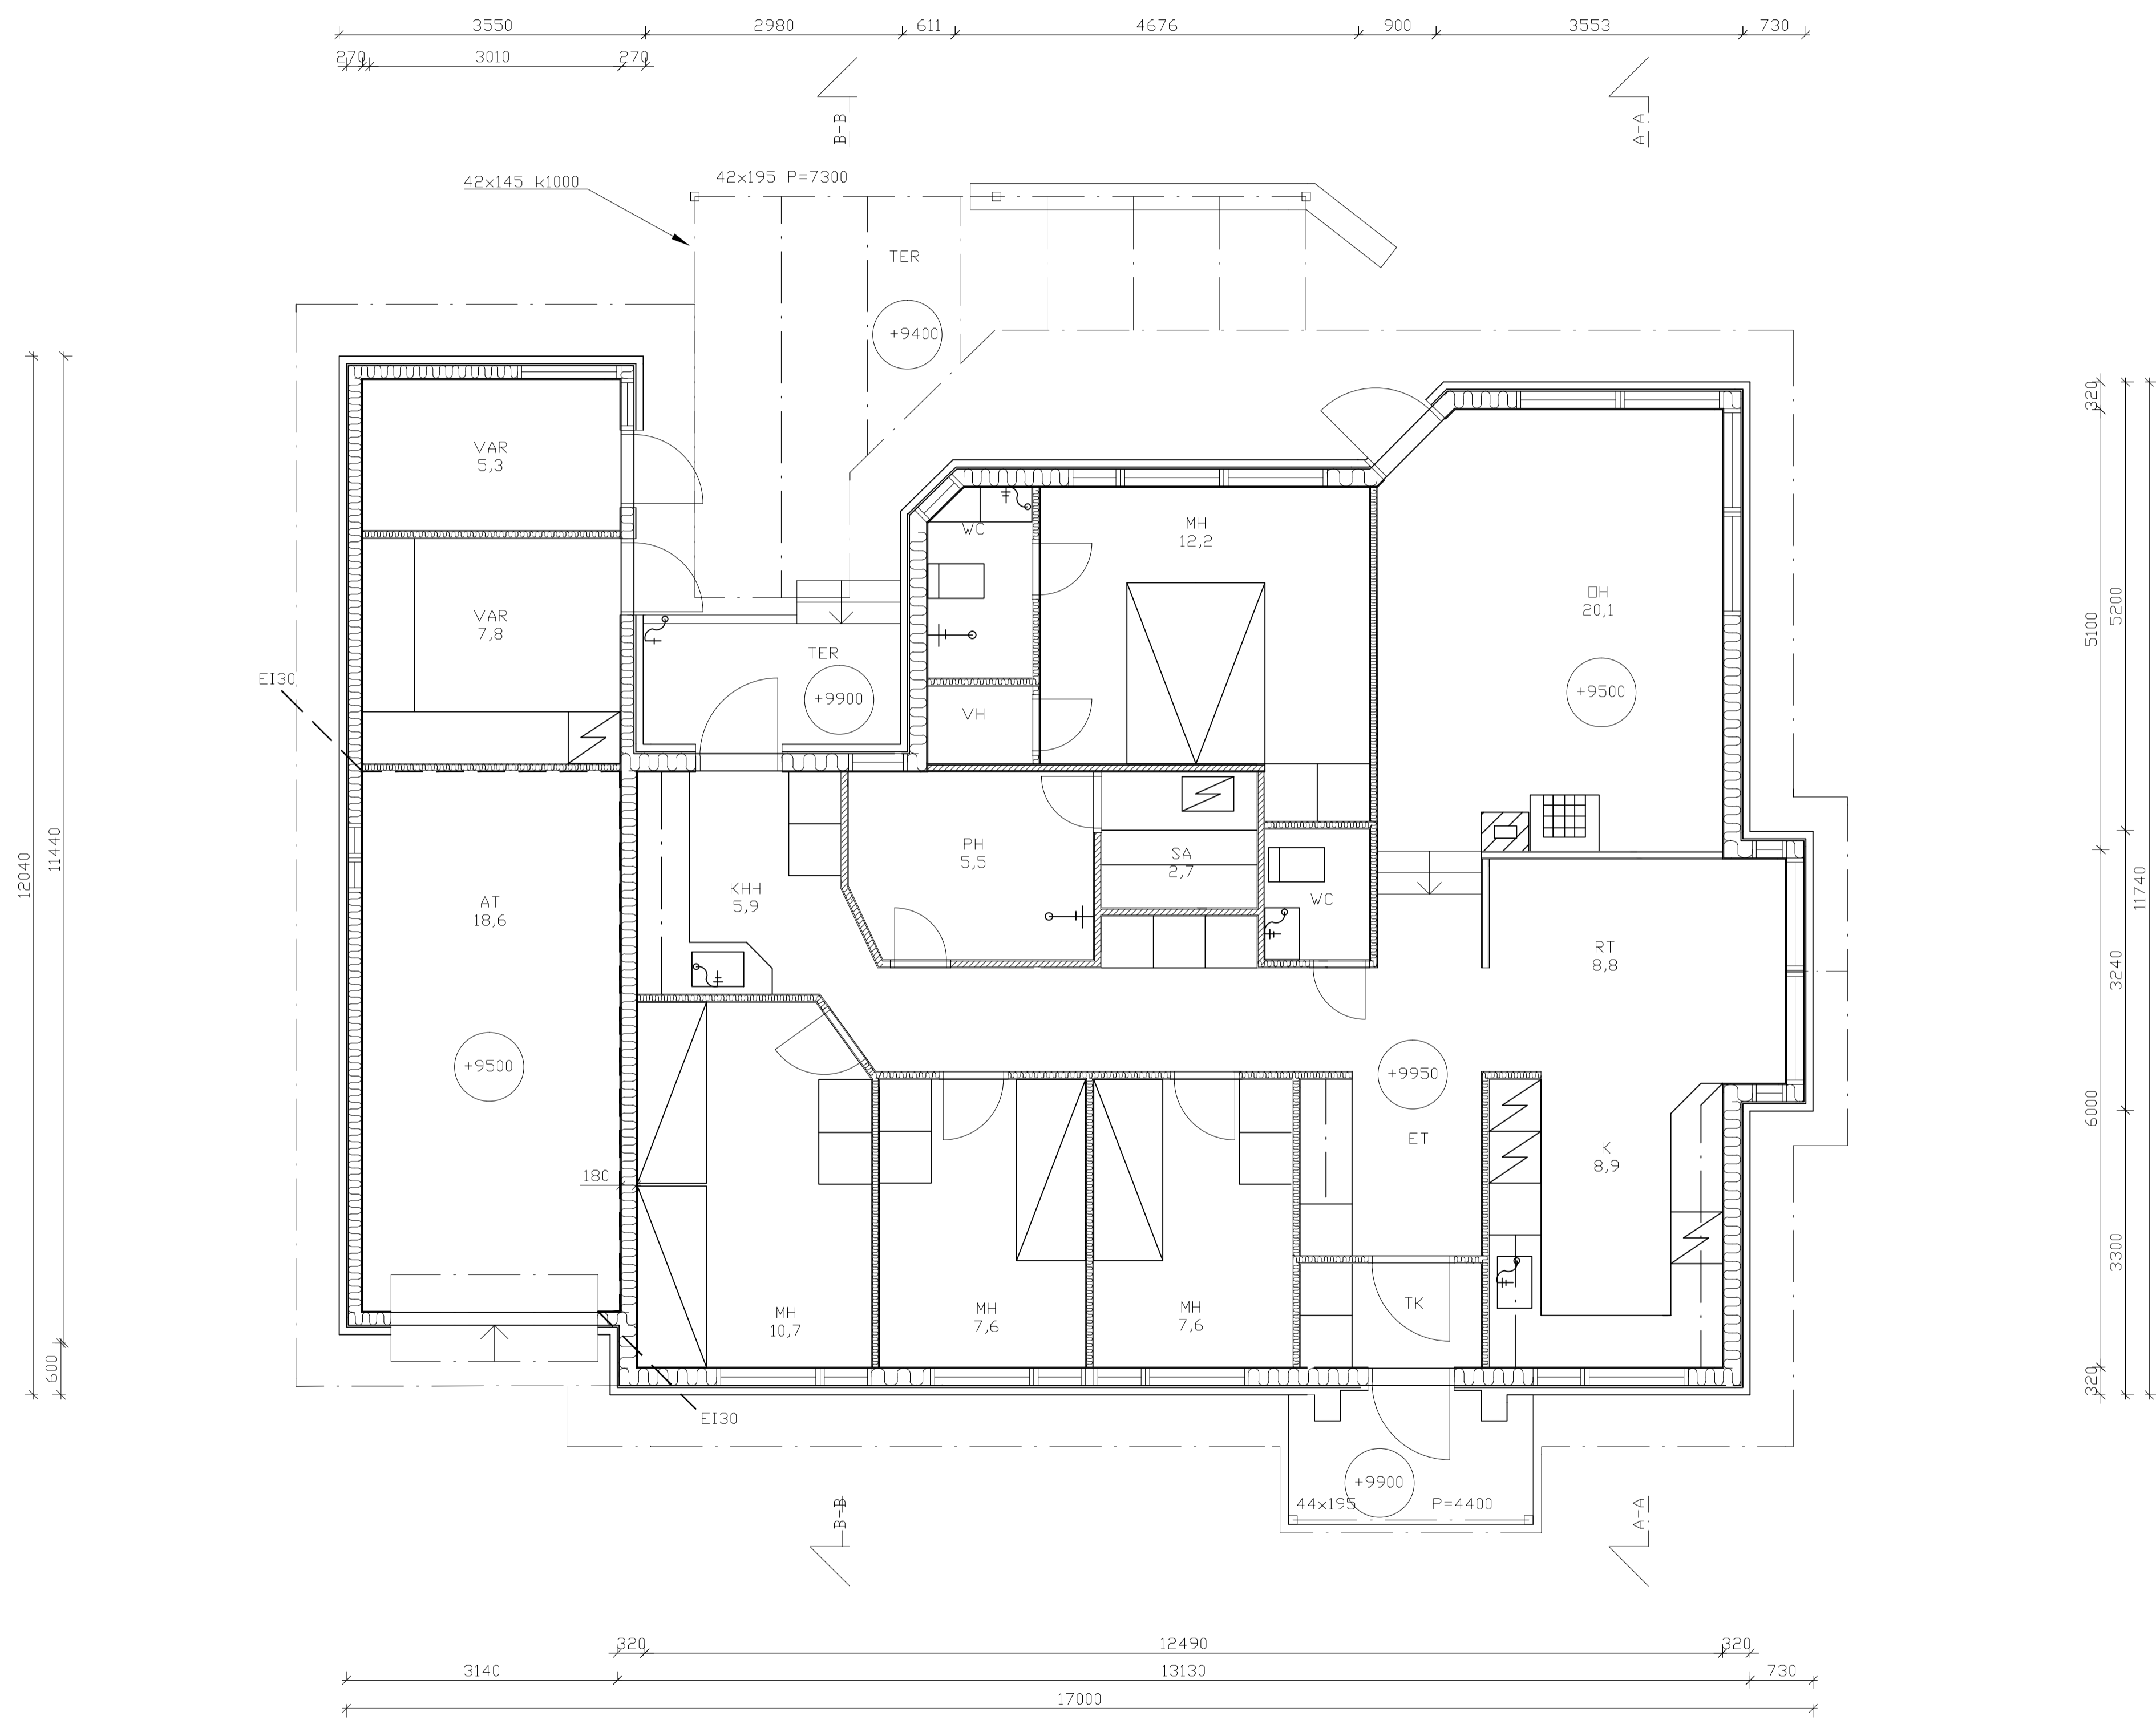 3550 2980 611 4676 900 3553 730
270 3010 270
B-B A-A
42x145 k1000
42x195 P=7300
TER
+9400
VAR
5,3
WC
MH
12,2
OH
20,1
VAR
7,8
TER
+9900
EI30
VH
+9500
PH
5,5
SA
2,7
KHH
5,9
WC
AT
18,6
RT
8,8
+9500
+9950
ET
K
8,9
180
MH
10,7
MH
7,6
MH
7,6
TK
EI30
+9900
44x195 P=4400
B-B A-A
12040
11440
600
320
5100
6000
320
5200
3240
3300
11740
320 12490 320
3140 13130 730
17000